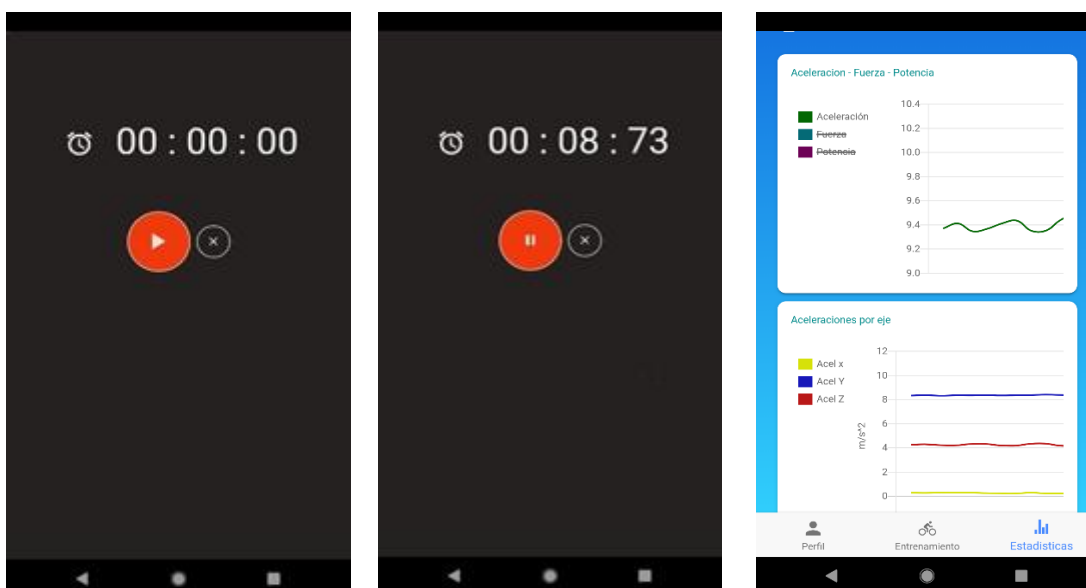 00 : 00 : 00
00 : 08 : 73
Aceleracion - Fuerza - Potencia
Aceleración
Fuerza
Potencia
10.4
10.2
10.0
9.8
9.6
9.4
9.2
9.0
Aceleraciones por eje
Acel x
Acel Y
Acel Z
m/s^2
12
10
8
6
4
2
0
Perfil
Entrenamiento
Estadisticas